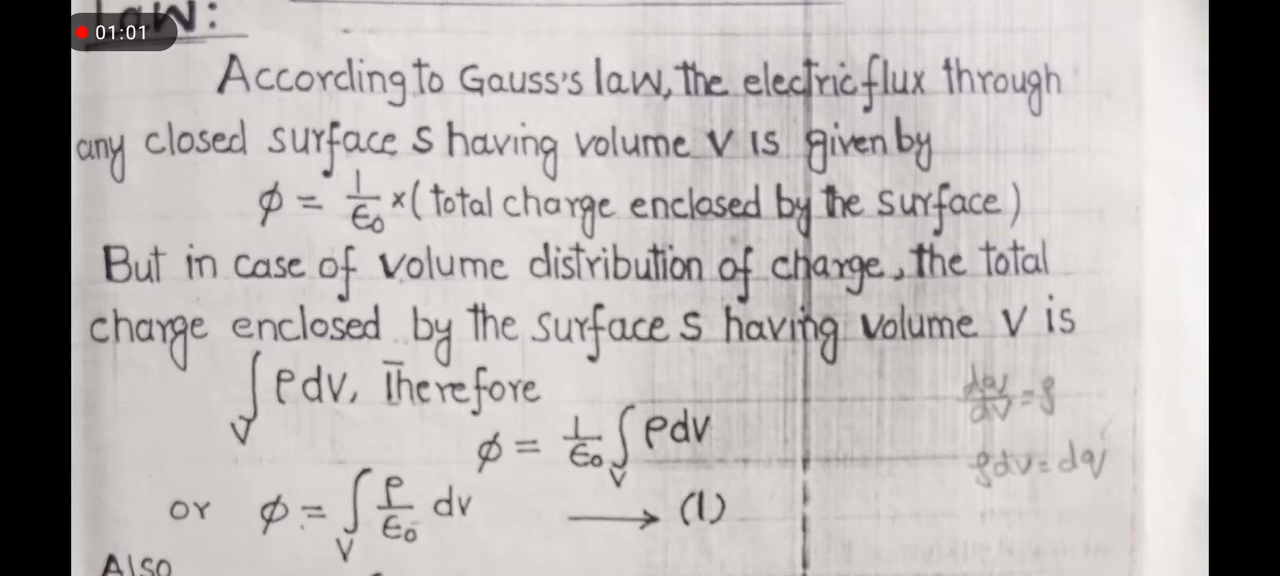 Law:
01:01
According to Gauss's law, the electric flux through
any closed surface S having volume V is given by
ϕ = 1/ϵ₀ × (total charge enclosed by the surface)
But in case of volume distribution of charge, the total
charge enclosed by the surface S having volume V is
∫ᵥ ρdv, Therefore
dq/dv = ρ
ϕ = 1/ϵ₀ ∫ᵥ ρdv
ρdv = dq
or ϕ = ∫ᵥ ρ/ϵ₀ dv ⟶ (1)
Also